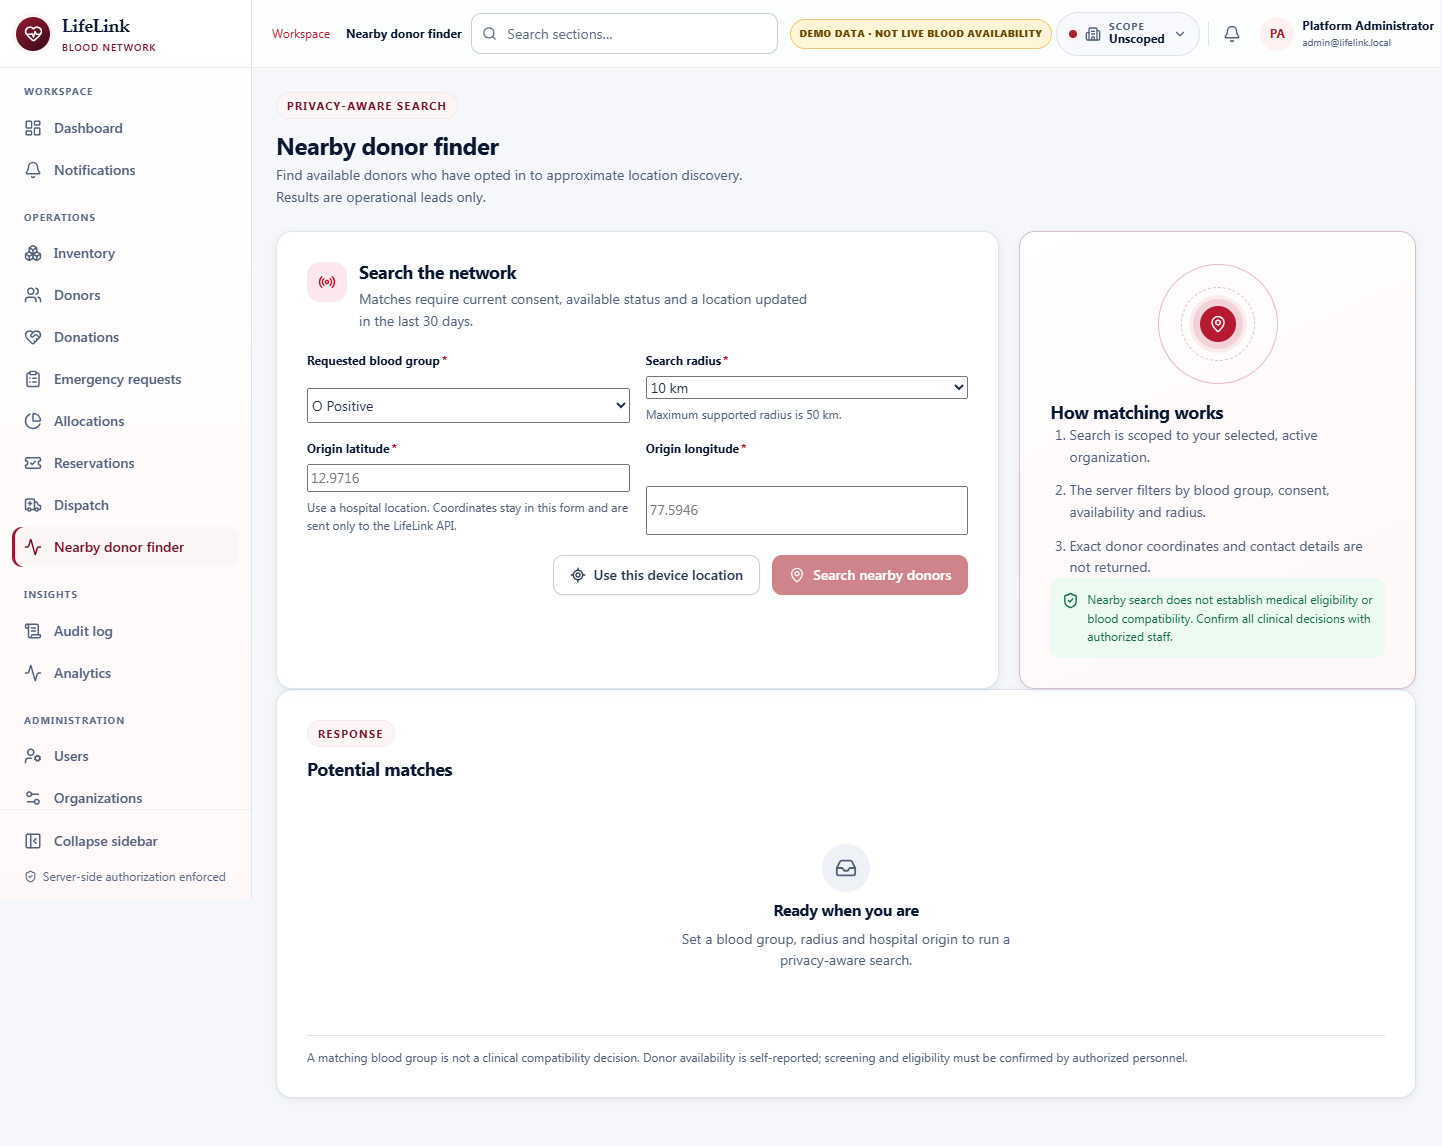 LifeLink
BLOOD NETWORK
Workspace
Nearby donor finder
Search sections...
DEMO DATA · NOT LIVE BLOOD AVAILABILITY
SCOPE
Unscoped
PA
Platform Administrator
admin@lifelink.local
WORKSPACE
Dashboard
Notifications
OPERATIONS
Inventory
Donors
Donations
Emergency requests
Allocations
Reservations
Dispatch
Nearby donor finder
INSIGHTS
Audit log
Analytics
ADMINISTRATION
Users
Organizations
Collapse sidebar
Server-side authorization enforced
PRIVACY-AWARE SEARCH
Nearby donor finder
Find available donors who have opted in to approximate location discovery.
Results are operational leads only.
Search the network
Matches require current consent, available status and a location updated
in the last 30 days.
Requested blood group *
O Positive
Search radius *
10 km
Maximum supported radius is 50 km.
Origin latitude *
12.9716
Use a hospital location. Coordinates stay in this form and are
sent only to the LifeLink API.
Origin longitude *
77.5946
Use this device location
Search nearby donors
How matching works
1. Search is scoped to your selected, active
organization.
2. The server filters by blood group, consent,
availability and radius.
3. Exact donor coordinates and contact details are
not returned.
Nearby search does not establish medical eligibility or
blood compatibility. Confirm all clinical decisions with
authorized staff.
RESPONSE
Potential matches
Ready when you are
Set a blood group, radius and hospital origin to run a
privacy-aware search.
A matching blood group is not a clinical compatibility decision. Donor availability is self-reported; screening and eligibility must be confirmed by authorized personnel.